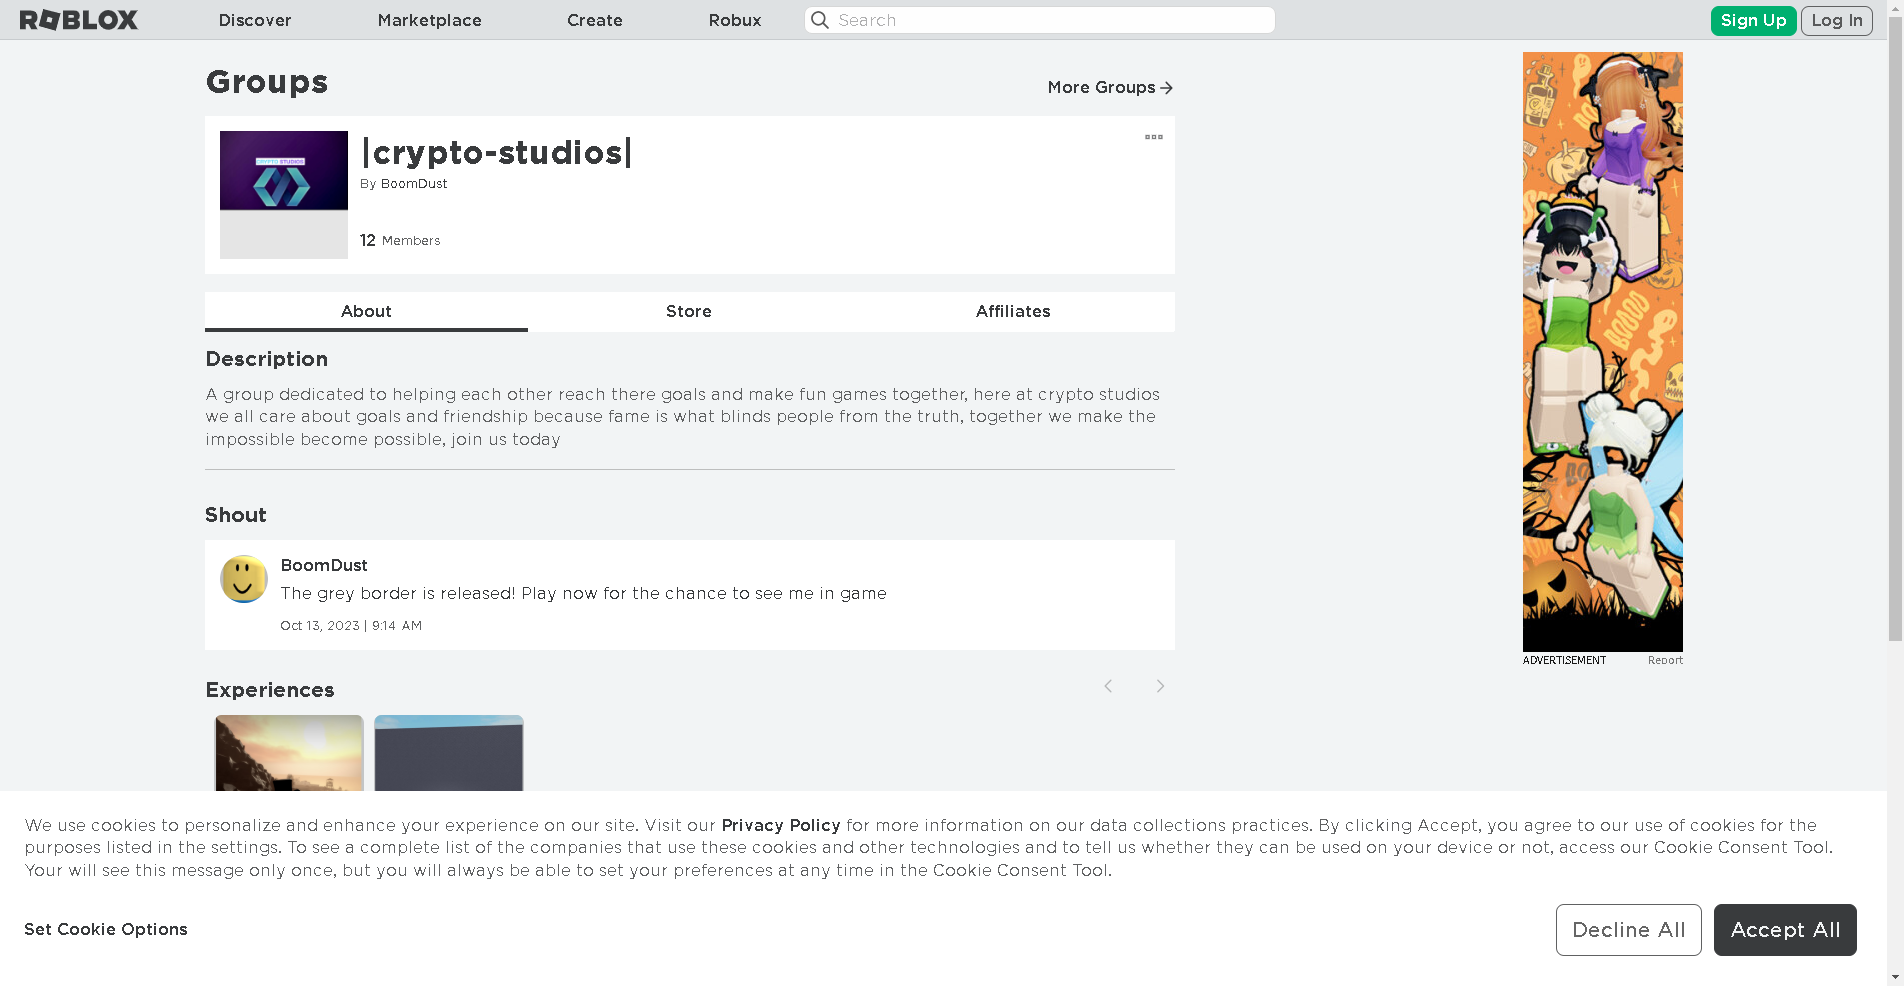 ROBLOX Discover Marketplace Create Robux Search Sign Up Log In
Groups
More Groups
CRYPTO STUDIOS
|crypto-studios|
By BoomDust
12 Members
About Store Affiliates
Description
A group dedicated to helping each other reach there goals and make fun games together, here at crypto studios
we all care about goals and friendship because fame is what blinds people from the truth, together we make the
impossible become possible, join us today
Shout
BoomDust
The grey border is released! Play now for the chance to see me in game
Oct 13, 2023 | 9:14 AM
ADVERTISEMENT Report
Experiences
We use cookies to personalize and enhance your experience on our site. Visit our Privacy Policy for more information on our data collections practices. By clicking Accept, you agree to our use of cookies for the
purposes listed in the settings. To see a complete list of the companies that use these cookies and other technologies and to tell us whether they can be used on your device or not, access our Cookie Consent Tool.
Your will see this message only once, but you will always be able to set your preferences at any time in the Cookie Consent Tool.
Set Cookie Options Decline All Accept All